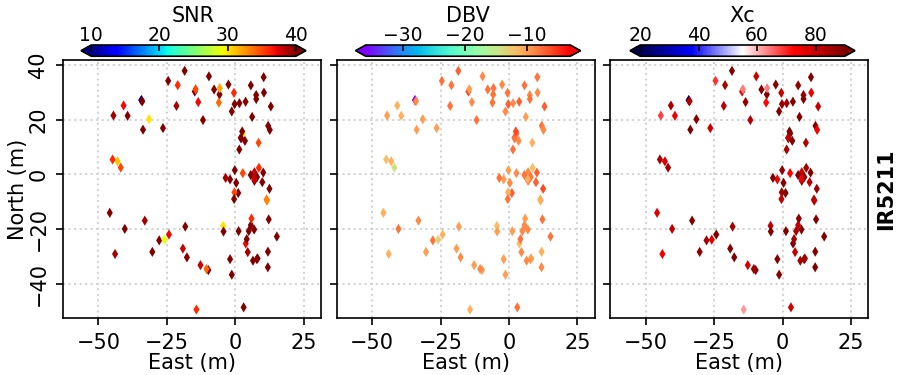 SNR DBV Xc
10 20 30 40 −30 −20 −10 20 40 60 80
40
20
0
−20
−40
North (m)
IR5211
−50 −25 0 25 −50 −25 0 25 −50 −25 0 25
East (m) East (m) East (m)